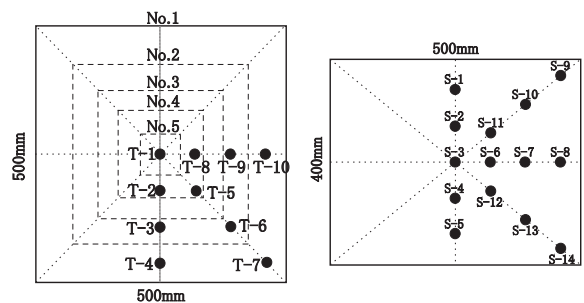 No.1
No.2
No.3
No.4
No.5
T-1
T-8 T-9 T-10
T-2 T-5
T-3 T-6
T-4 T-7
500mm
500mm
500mm
S-9
S-1
S-10
S-2
S-11
S-3 S-6 S-7 S-8
S-4 S-12
S-5 S-13
S-14
400mm